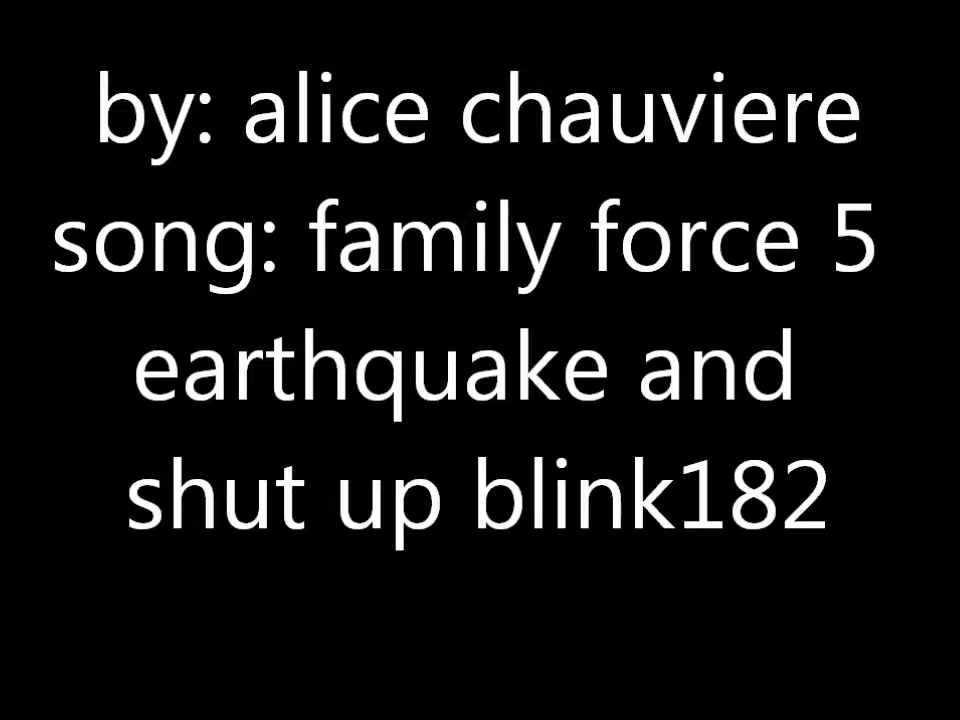 by: alice chauviere
song: family force 5
earthquake and
shut up blink182